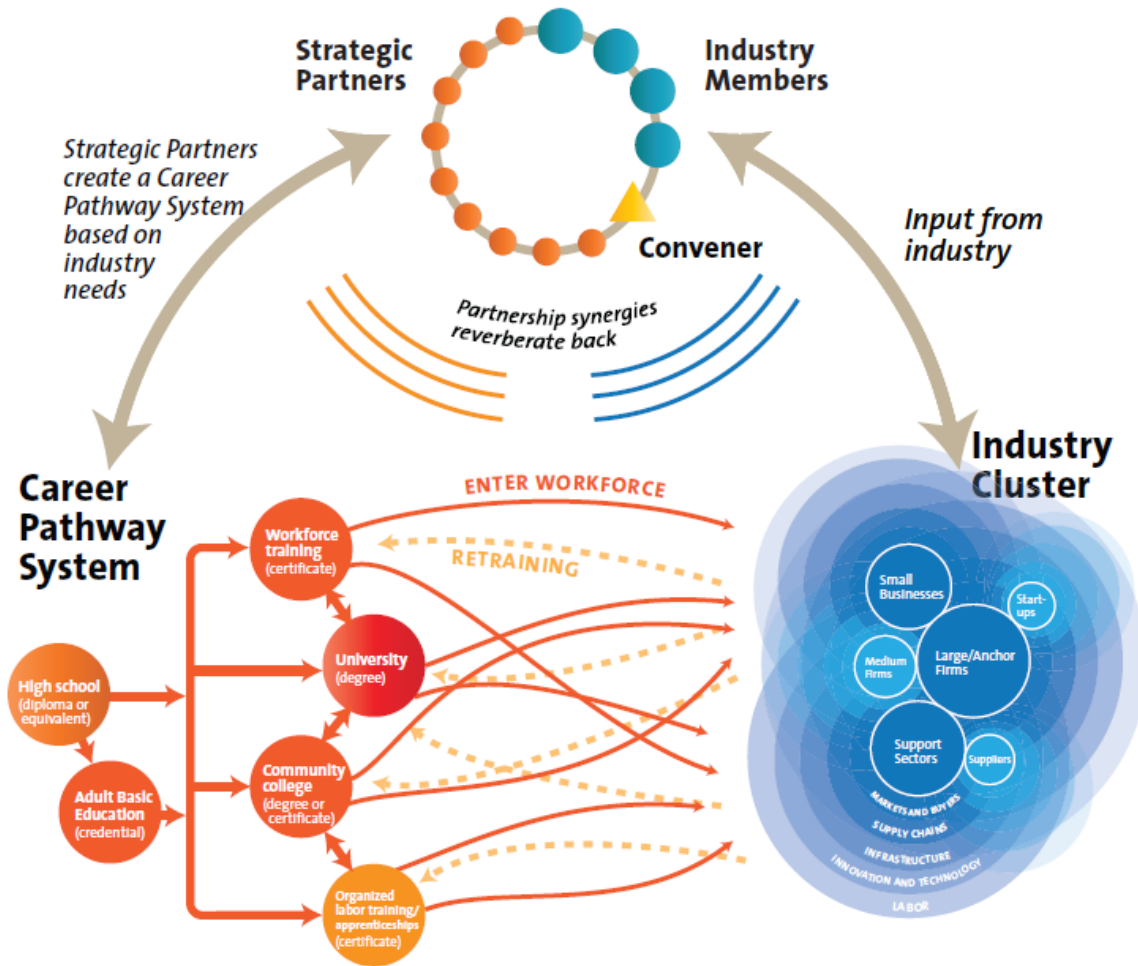 Strategic
Partners
Industry
Members
Strategic Partners
create a Career
Pathway System
based on
industry
needs
Convener
Input from
industry
Partnership synergies
reverberate back
Career
Pathway
System
Industry
Cluster
ENTER WORKFORCE
RETRAINING
Workforce
training
(certificate)
University
(degree)
High school
(diploma or
equivalent)
Adult Basic
Education
(credential)
Community
college
(degree or
certificate)
Organized
labor training/
apprenticeships
(certificate)
Small
Businesses
Start-
ups
Medium
Firms
Large/Anchor
Firms
Support
Sectors
Suppliers
MARKETS AND BUYERS
SUPPLY CHAINS
INFRASTRUCTURE
INNOVATION AND TECHNOLOGY
LABOR